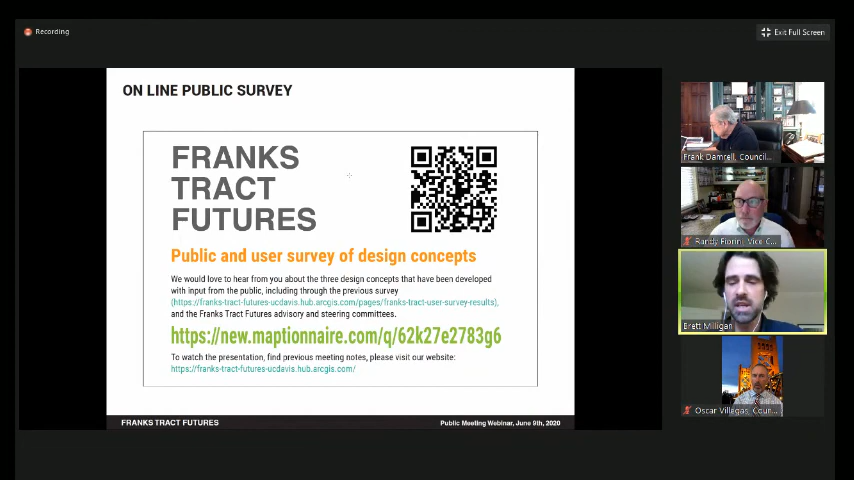 Recording
Exit Full Screen
ON LINE PUBLIC SURVEY
FRANKS
TRACT
FUTURES
Public and user survey of design concepts
We would love to hear from you about the three design concepts that have been developed
with input from the public, including through the previous survey
(https://franks-tract-futures-ucdavis.hub.arcgis.com/pages/franks-tract-user-survey-results),
and the Franks Tract Futures advisory and steering committees.
https://new.maptionnaire.com/q/62k27e2783g6
To watch the presentation, find previous meeting notes, please visit our website:
https://franks-tract-futures-ucdavis.hub.arcgis.com/
FRANKS TRACT FUTURES
Public Meeting Webinar, June 9th, 2020
Frank Damrell, Council...
Randy Fiorini, Vice C...
Brett Milligan
Oscar Villegas, Coun...